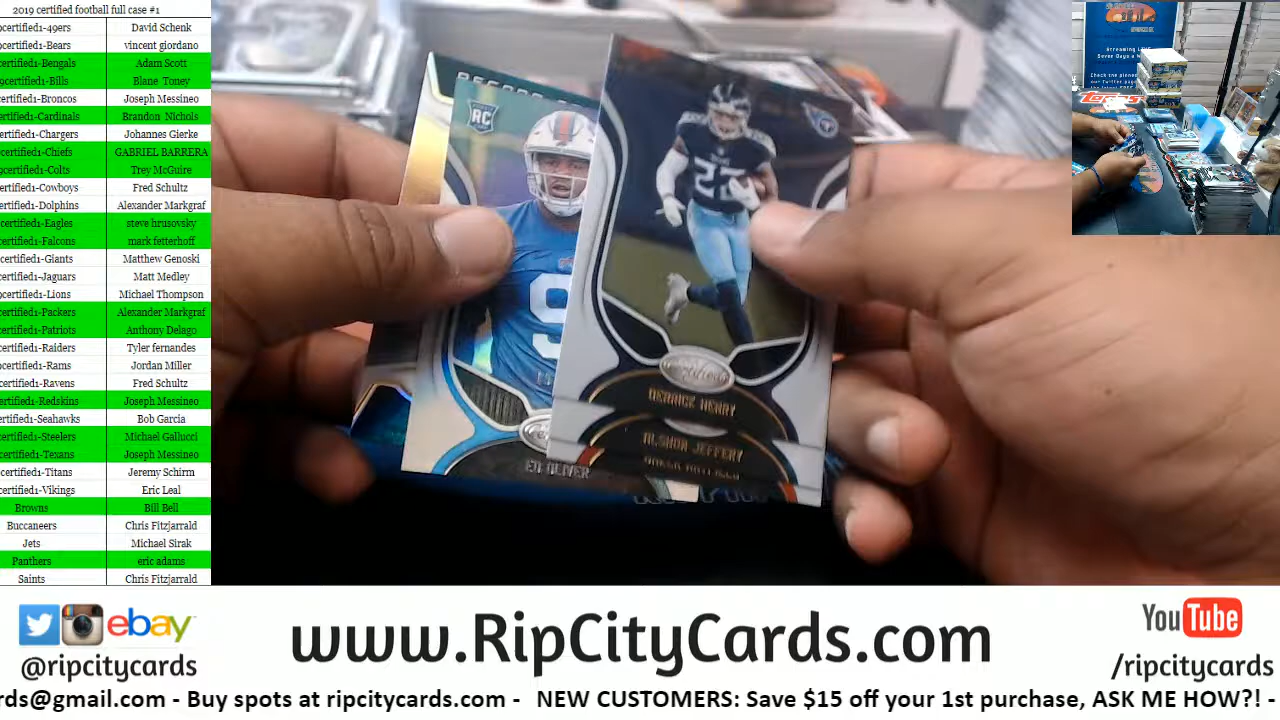 2019 certified football full case #1
certified1-49ers David Schenk
certified1-Bears vincent giordano
certified1-Bengals Adam Scott
certified1-Bills Blane Toney
certified1-Broncos Joseph Messineo
certified1-Cardinals Brandon Nichols
certified1-Chargers Johannes Gierke
certified1-Chiefs GABRIEL BARRERA
certified1-Colts Trey McGuire
certified1-Cowboys Fred Schultz
certified1-Dolphins Alexander Markgraf
certified1-Eagles steve hrusovsky
certified1-Falcons mark fetterhoff
certified1-Giants Matthew Genoski
certified1-Jaguars Matt Medley
certified1-Lions Michael Thompson
certified1-Packers Alexander Markgraf
certified1-Patriots Anthony Delago
certified1-Raiders Tyler fernandes
certified1-Rams Jordan Miller
certified1-Ravens Fred Schultz
certified1-Redskins Joseph Messineo
certified1-Seahawks Bob Garcia
certified1-Steelers Michael Gallucci
certified1-Texans Joseph Messineo
certified1-Titans Jeremy Schirm
certified1-Vikings Eric Leal
Browns Bill Bell
Buccaneers Chris Fitzjarrald
Jets Michael Sirak
Panthers eric adams
Saints Chris Fitzjarrald
RC
23
9
DERRICK HENRY
ALSHON JEFFERY
ED OLIVER
Streaming LIVE
Seven Days a W
Topps
ebay
@ripcitycards
www.RipCityCards.com
YouTube
/ripcitycards
rds@gmail.com - Buy spots at ripcitycards.com - NEW CUSTOMERS: Save $15 off your 1st purchase, ASK ME HOW?! -